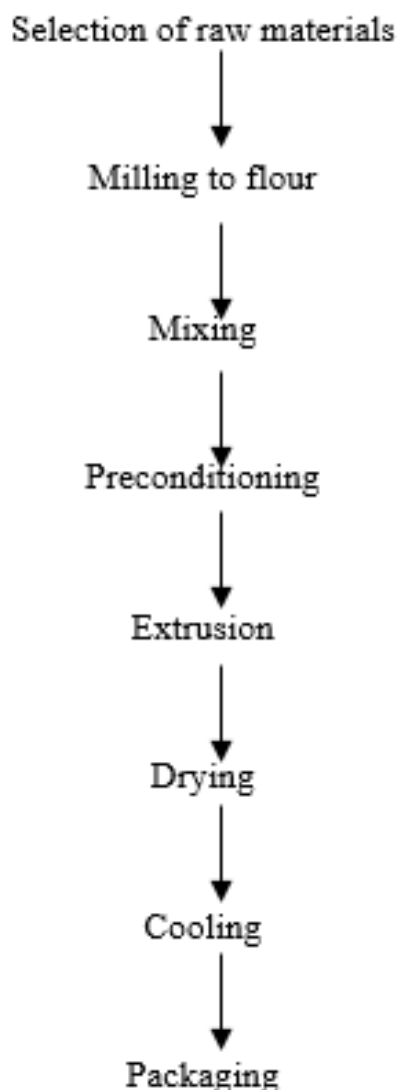 Selection of raw materials
Milling to flour
Mixing
Preconditioning
Extrusion
Drying
Cooling
Packaging